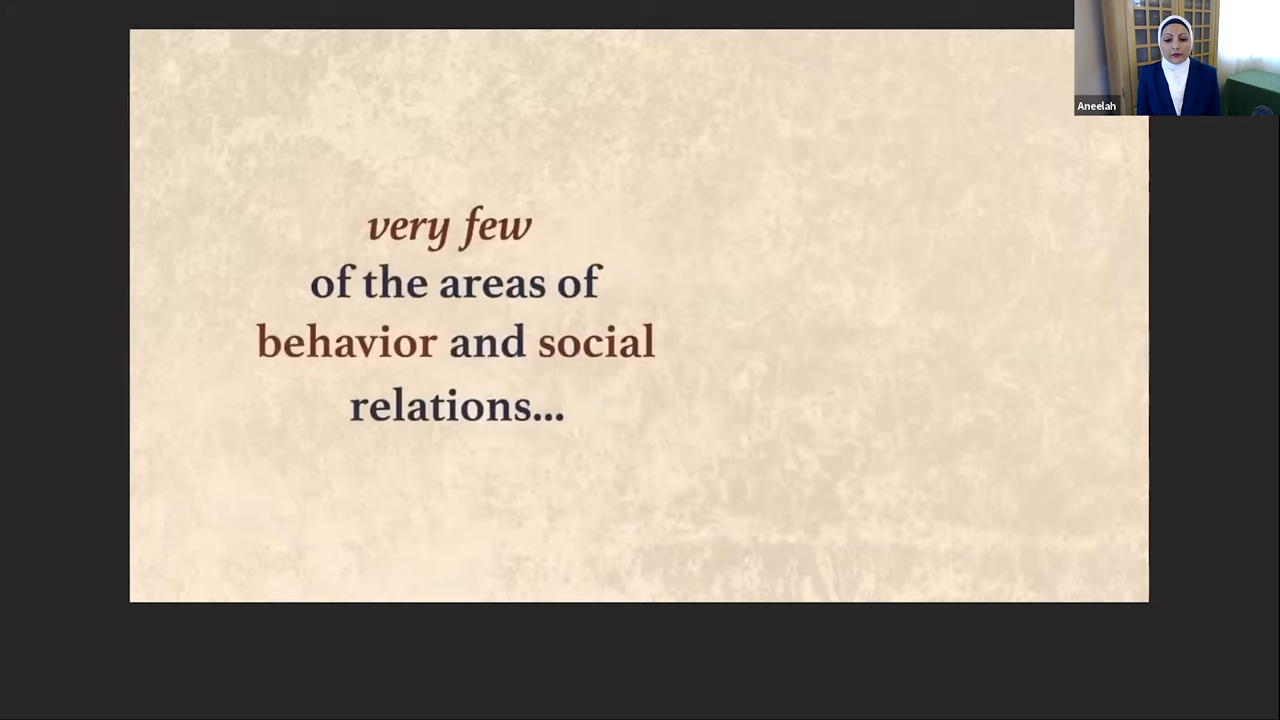 very few
of the areas of
behavior and social
relations...
Aneelah